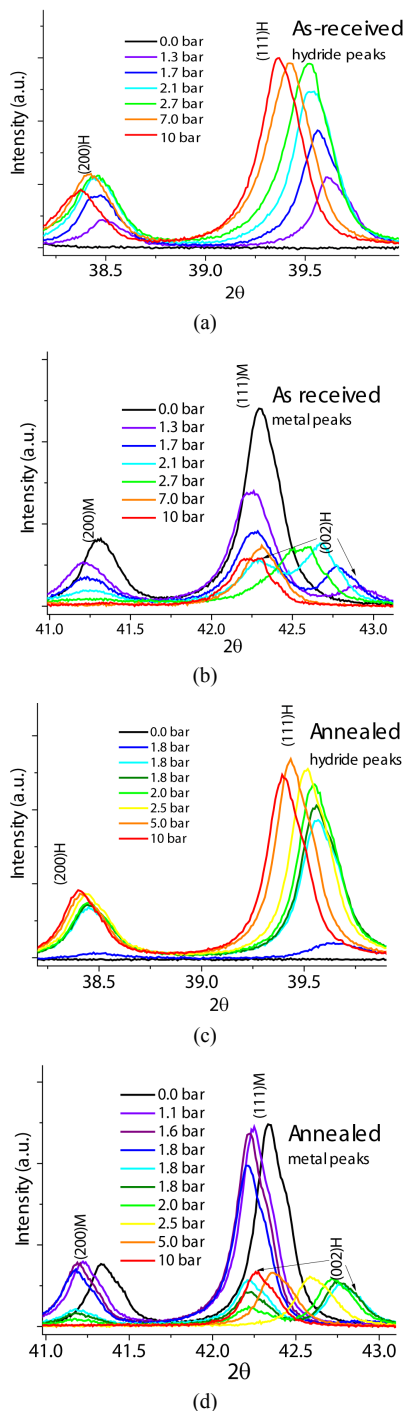 As-received
hydride peaks
(111)H
(200)H
0.0 bar
1.3 bar
1.7 bar
2.1 bar
2.7 bar
7.0 bar
10 bar
Intensity (a.u.)
38.5 39.0 39.5
2θ
(a)
As received
metal peaks
(111)M
(200)M
(002)H
0.0 bar
1.3 bar
1.7 bar
2.1 bar
2.7 bar
7.0 bar
10 bar
Intensity (a.u.)
41.0 41.5 42.0 42.5 43.0
2θ
(b)
Annealed
hydride peaks
(111)H
(200)H
0.0 bar
1.8 bar
1.8 bar
1.8 bar
2.0 bar
2.5 bar
5.0 bar
10 bar
Intensity (a.u.)
38.5 39.0 39.5
2θ
(c)
Annealed
metal peaks
(111)M
(200)M
(002)H
0.0 bar
1.1 bar
1.6 bar
1.8 bar
1.8 bar
1.8 bar
2.0 bar
2.5 bar
5.0 bar
10 bar
Intensity (a.u.)
41.0 41.5 42.0 42.5 43.0
2θ
(d)